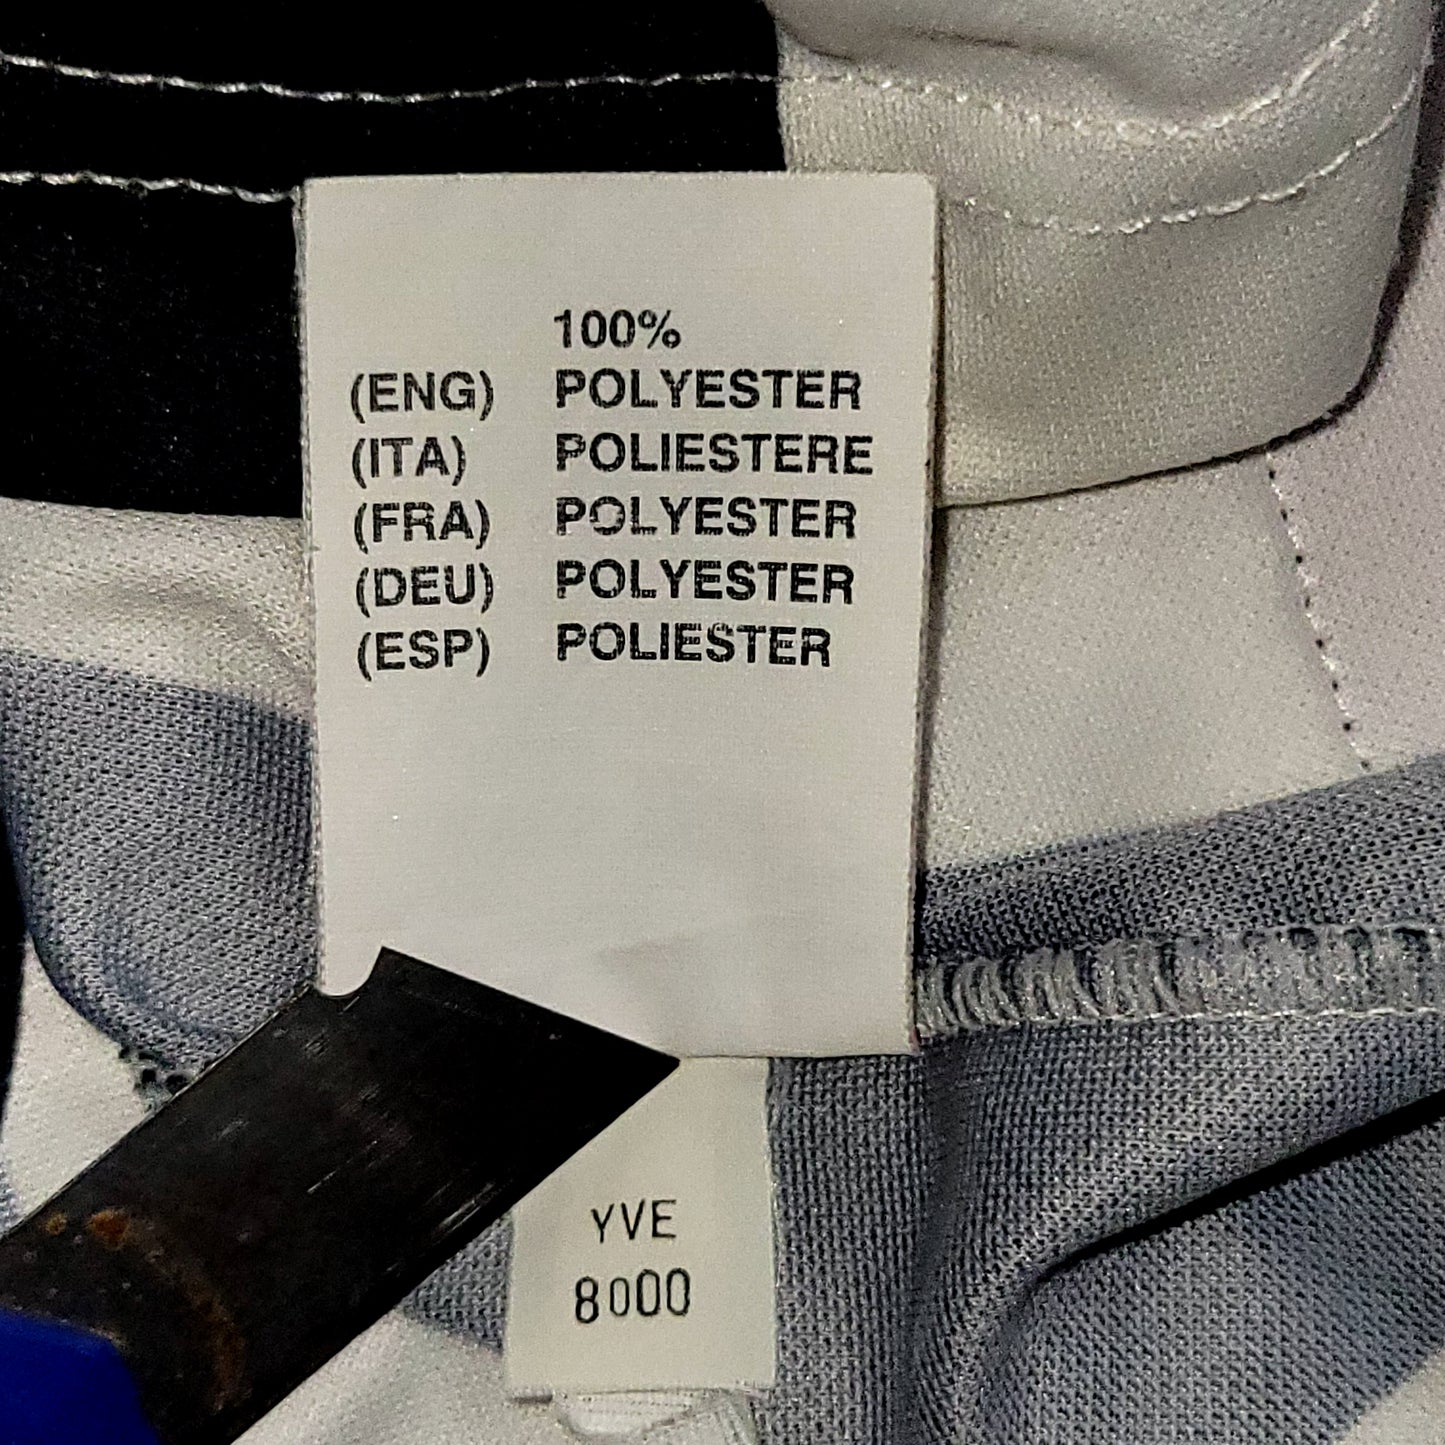 100%
(ENG) POLYESTER
(ITA) POLIESTERE
(FRA) POLYESTER
(DEU) POLYESTER
(ESP) POLIESTER
YVE
8000